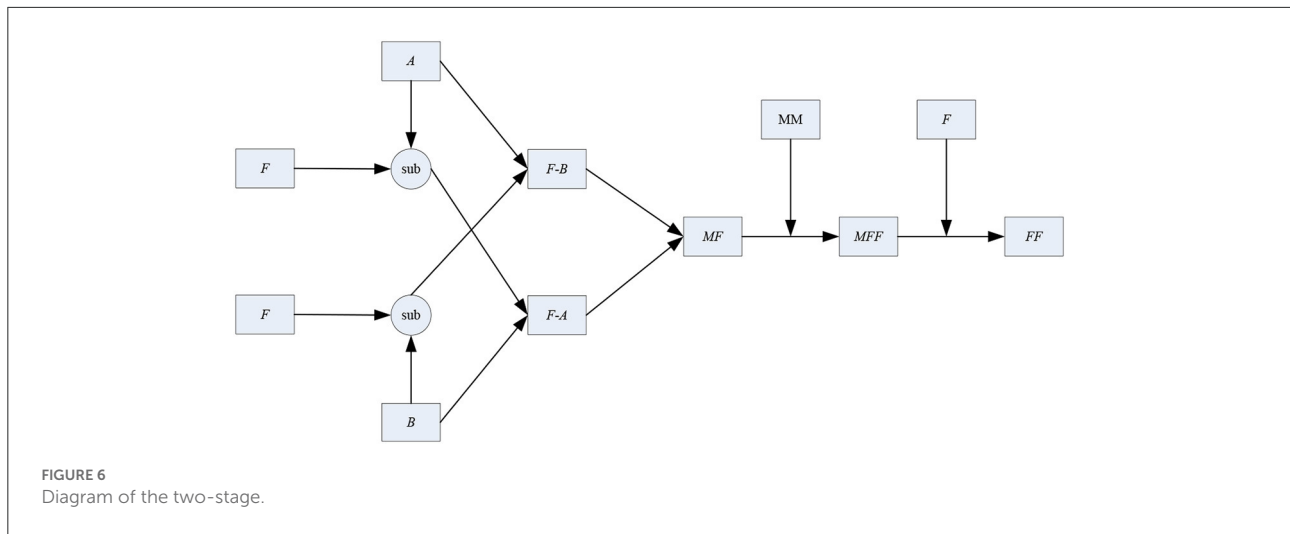 A
MM
F
F
sub
F-B
MF
MFF
FF
F
sub
F-A
B
FIGURE 6
Diagram of the two-stage.